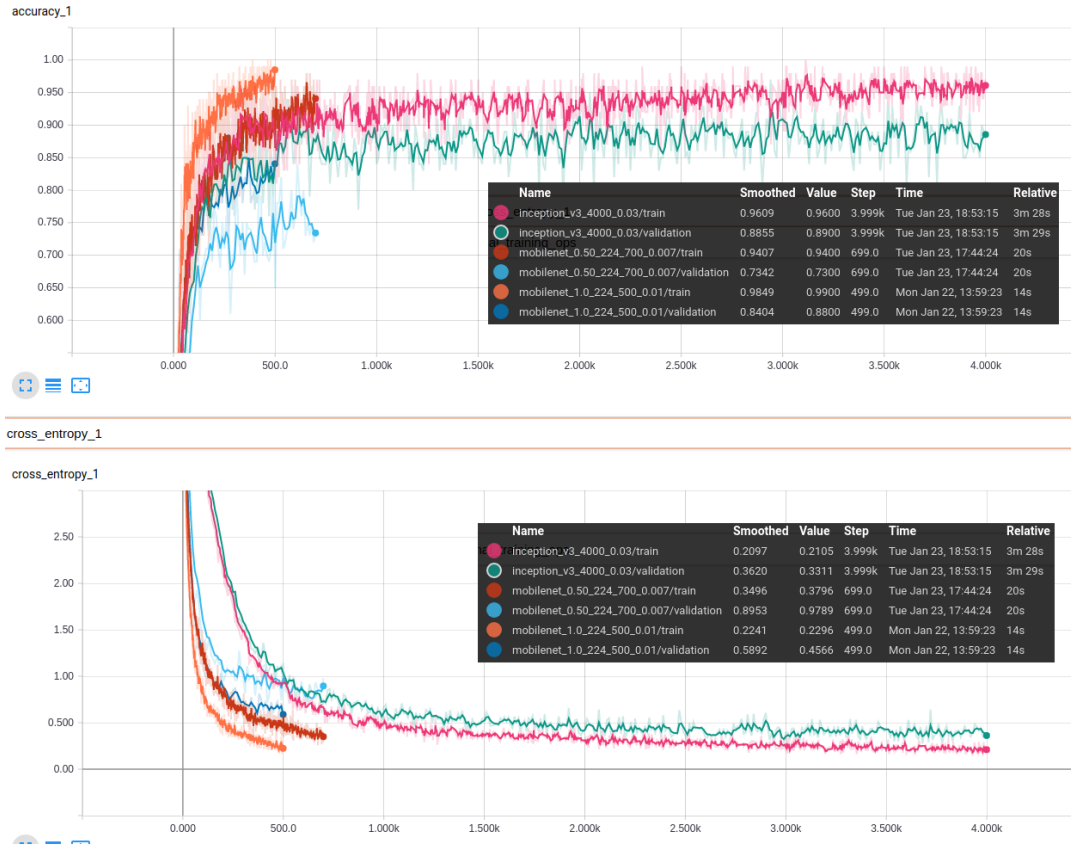 accuracy_1
1.00
0.950
0.900
0.850
0.800
0.750
0.700
0.650
0.600
0.000 500.0 1.000k 1.500k 2.000k 2.500k 3.000k 3.500k 4.000k
Name Smoothed Value Step Time Relative
inception_v3_4000_0.03/train 0.9609 0.9600 3.999k Tue Jan 23, 18:53:15 3m 28s
inception_v3_4000_0.03/validation 0.8855 0.8900 3.999k Tue Jan 23, 18:53:15 3m 29s
mobilenet_0.50_224_700_0.007/train 0.9407 0.9400 699.0 Tue Jan 23, 17:44:24 20s
mobilenet_0.50_224_700_0.007/validation 0.7342 0.7300 699.0 Tue Jan 23, 17:44:24 20s
mobilenet_1.0_224_500_0.01/train 0.9849 0.9900 499.0 Mon Jan 22, 13:59:23 14s
mobilenet_1.0_224_500_0.01/validation 0.8404 0.8800 499.0 Mon Jan 22, 13:59:23 14s
cross_entropy_1
cross_entropy_1
2.50
2.00
1.50
1.00
0.500
0.00
0.000 500.0 1.000k 1.500k 2.000k 2.500k 3.000k 3.500k 4.000k
Name Smoothed Value Step Time Relative
inception_v3_4000_0.03/train 0.2097 0.2105 3.999k Tue Jan 23, 18:53:15 3m 28s
inception_v3_4000_0.03/validation 0.3620 0.3311 3.999k Tue Jan 23, 18:53:15 3m 29s
mobilenet_0.50_224_700_0.007/train 0.3496 0.3796 699.0 Tue Jan 23, 17:44:24 20s
mobilenet_0.50_224_700_0.007/validation 0.8953 0.9789 699.0 Tue Jan 23, 17:44:24 20s
mobilenet_1.0_224_500_0.01/train 0.2241 0.2296 499.0 Mon Jan 22, 13:59:23 14s
mobilenet_1.0_224_500_0.01/validation 0.5892 0.4566 499.0 Mon Jan 22, 13:59:23 14s